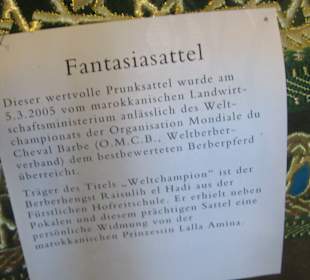 Fantasiasattel
Dieser wertvolle Prunksattel wurde am
5.3.2005 vom marokkanischen Landwirt-
schaftsministerium anlässlich des Welt-
championats der Organisation Mondiale du
Cheval Barbe (O.M.C.B., Weltberber-
verband) dem bestbewerteten Berberpferd
überreicht.
Träger des Titels „Weltchampion" ist der
Berberhengst Raisulih el Hadi aus der
Fürstlichen Hofreitschule. Er erhielt neben
Pokalen und diesem prächtigen Sattel eine
persönliche Widmung von der
marokkanischen Prinzessin Lalla Amina.